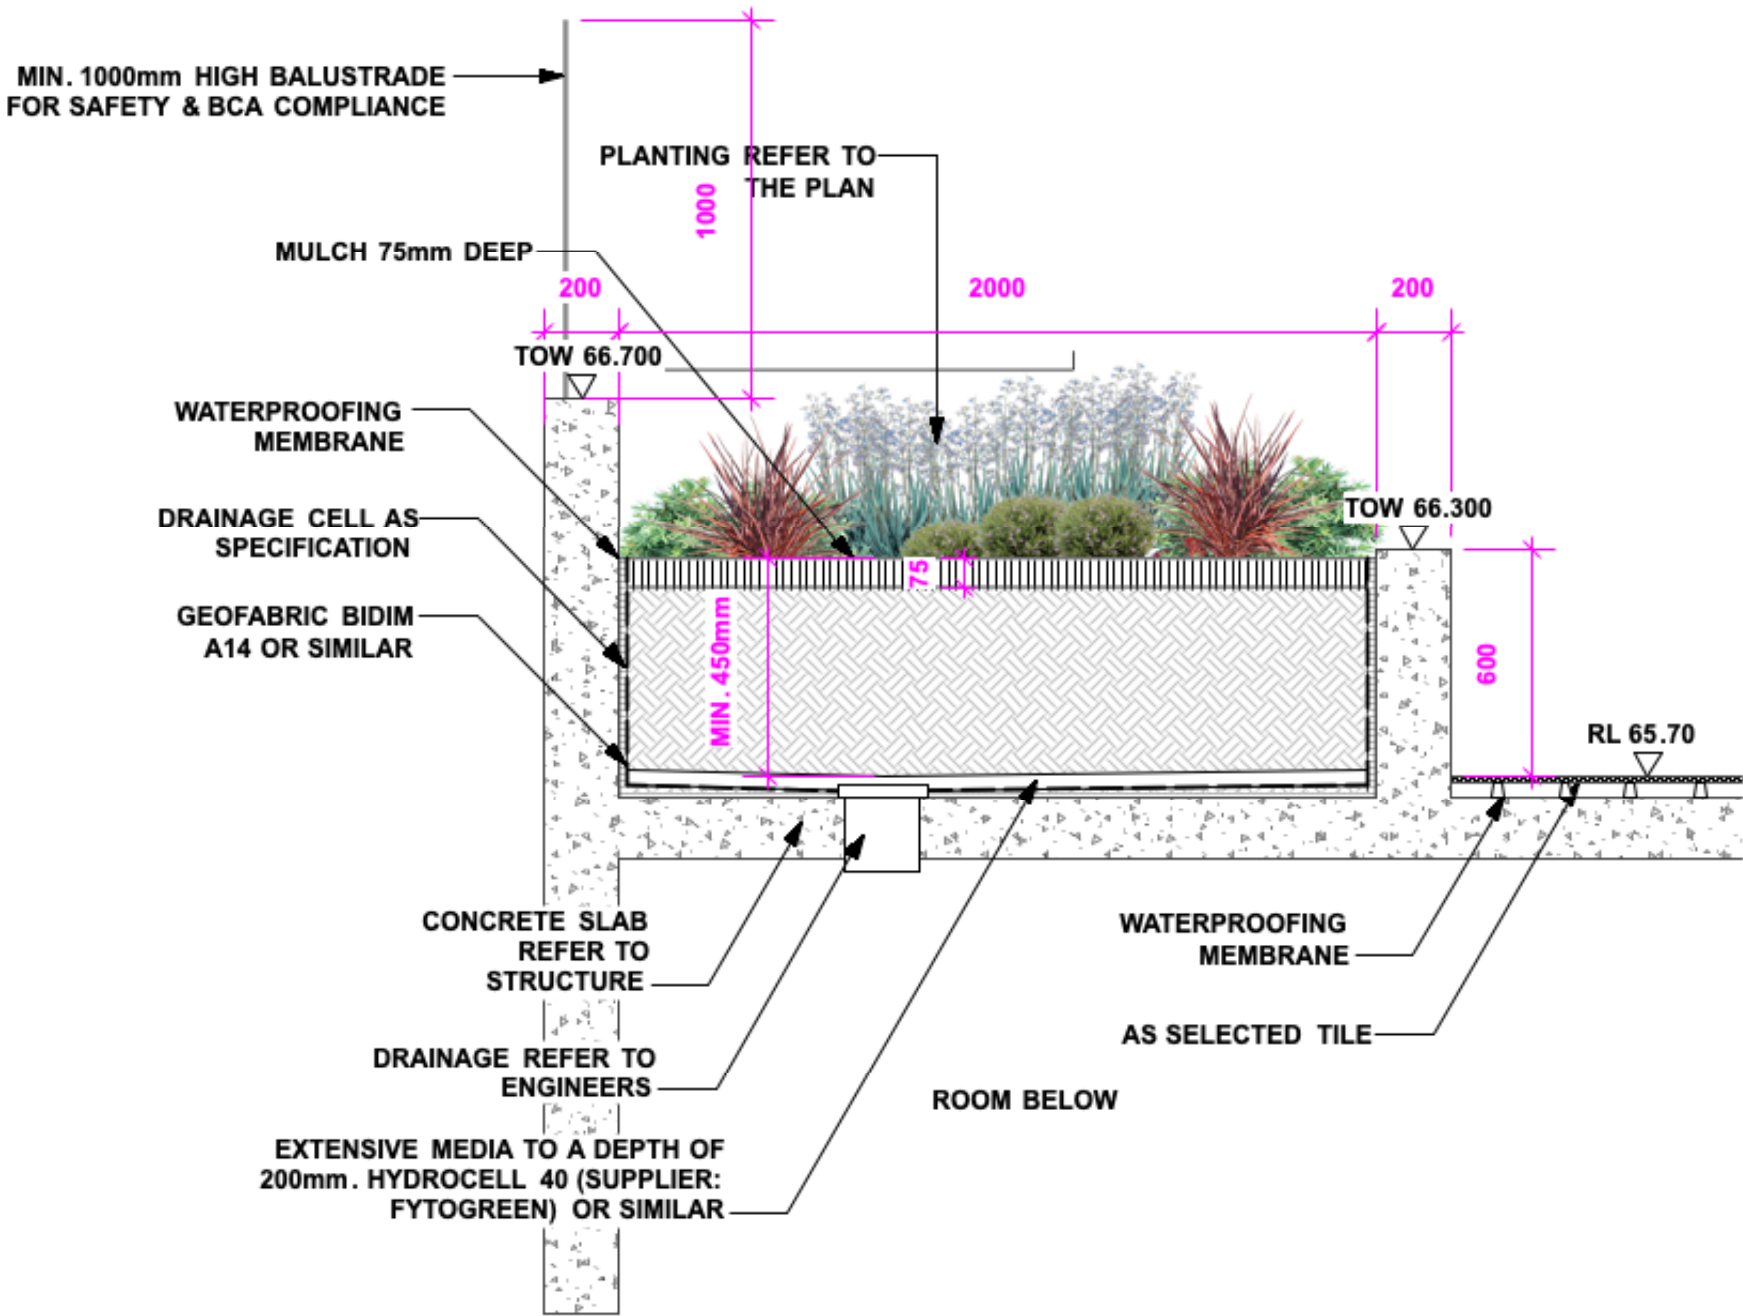 MIN. 1000mm HIGH BALUSTRADE
FOR SAFETY & BCA COMPLIANCE
PLANTING REFER TO
THE PLAN
1000
MULCH 75mm DEEP
200
2000
200
TOW 66.700
WATERPROOFING
MEMBRANE
TOW 66.300
DRAINAGE CELL AS
SPECIFICATION
75
GEOFABRIC BIDIM
A14 OR SIMILAR
MIN. 450mm
600
RL 65.70
CONCRETE SLAB
REFER TO
STRUCTURE
WATERPROOFING
MEMBRANE
AS SELECTED TILE
DRAINAGE REFER TO
ENGINEERS
ROOM BELOW
EXTENSIVE MEDIA TO A DEPTH OF
200mm. HYDROCELL 40 (SUPPLIER:
FYTOGREEN) OR SIMILAR